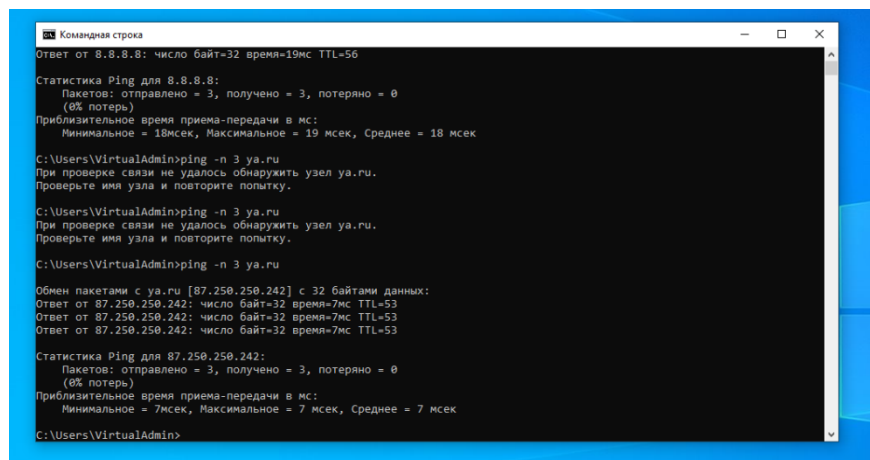 Командная строка
Ответ от 8.8.8.8: число байт=32 время=19мс TTL=56
Статистика Ping для 8.8.8.8:
Пакетов: отправлено = 3, получено = 3, потеряно = 0
(0% потерь)
Приблизительное время приема-передачи в мс:
Минимальное = 18мсек, Максимальное = 19 мсек, Среднее = 18 мсек
C:\Users\VirtualAdmin>ping -n 3 ya.ru
При проверке связи не удалось обнаружить узел ya.ru.
Проверьте имя узла и повторите попытку.
C:\Users\VirtualAdmin>ping -n 3 ya.ru
При проверке связи не удалось обнаружить узел ya.ru.
Проверьте имя узла и повторите попытку.
C:\Users\VirtualAdmin>ping -n 3 ya.ru
Обмен пакетами с ya.ru [87.250.250.242] с 32 байтами данных:
Ответ от 87.250.250.242: число байт=32 время=7мс TTL=53
Ответ от 87.250.250.242: число байт=32 время=7мс TTL=53
Ответ от 87.250.250.242: число байт=32 время=7мс TTL=53
Статистика Ping для 87.250.250.242:
Пакетов: отправлено = 3, получено = 3, потеряно = 0
(0% потерь)
Приблизительное время приема-передачи в мс:
Минимальное = 7мсек, Максимальное = 7 мсек, Среднее = 7 мсек
C:\Users\VirtualAdmin>